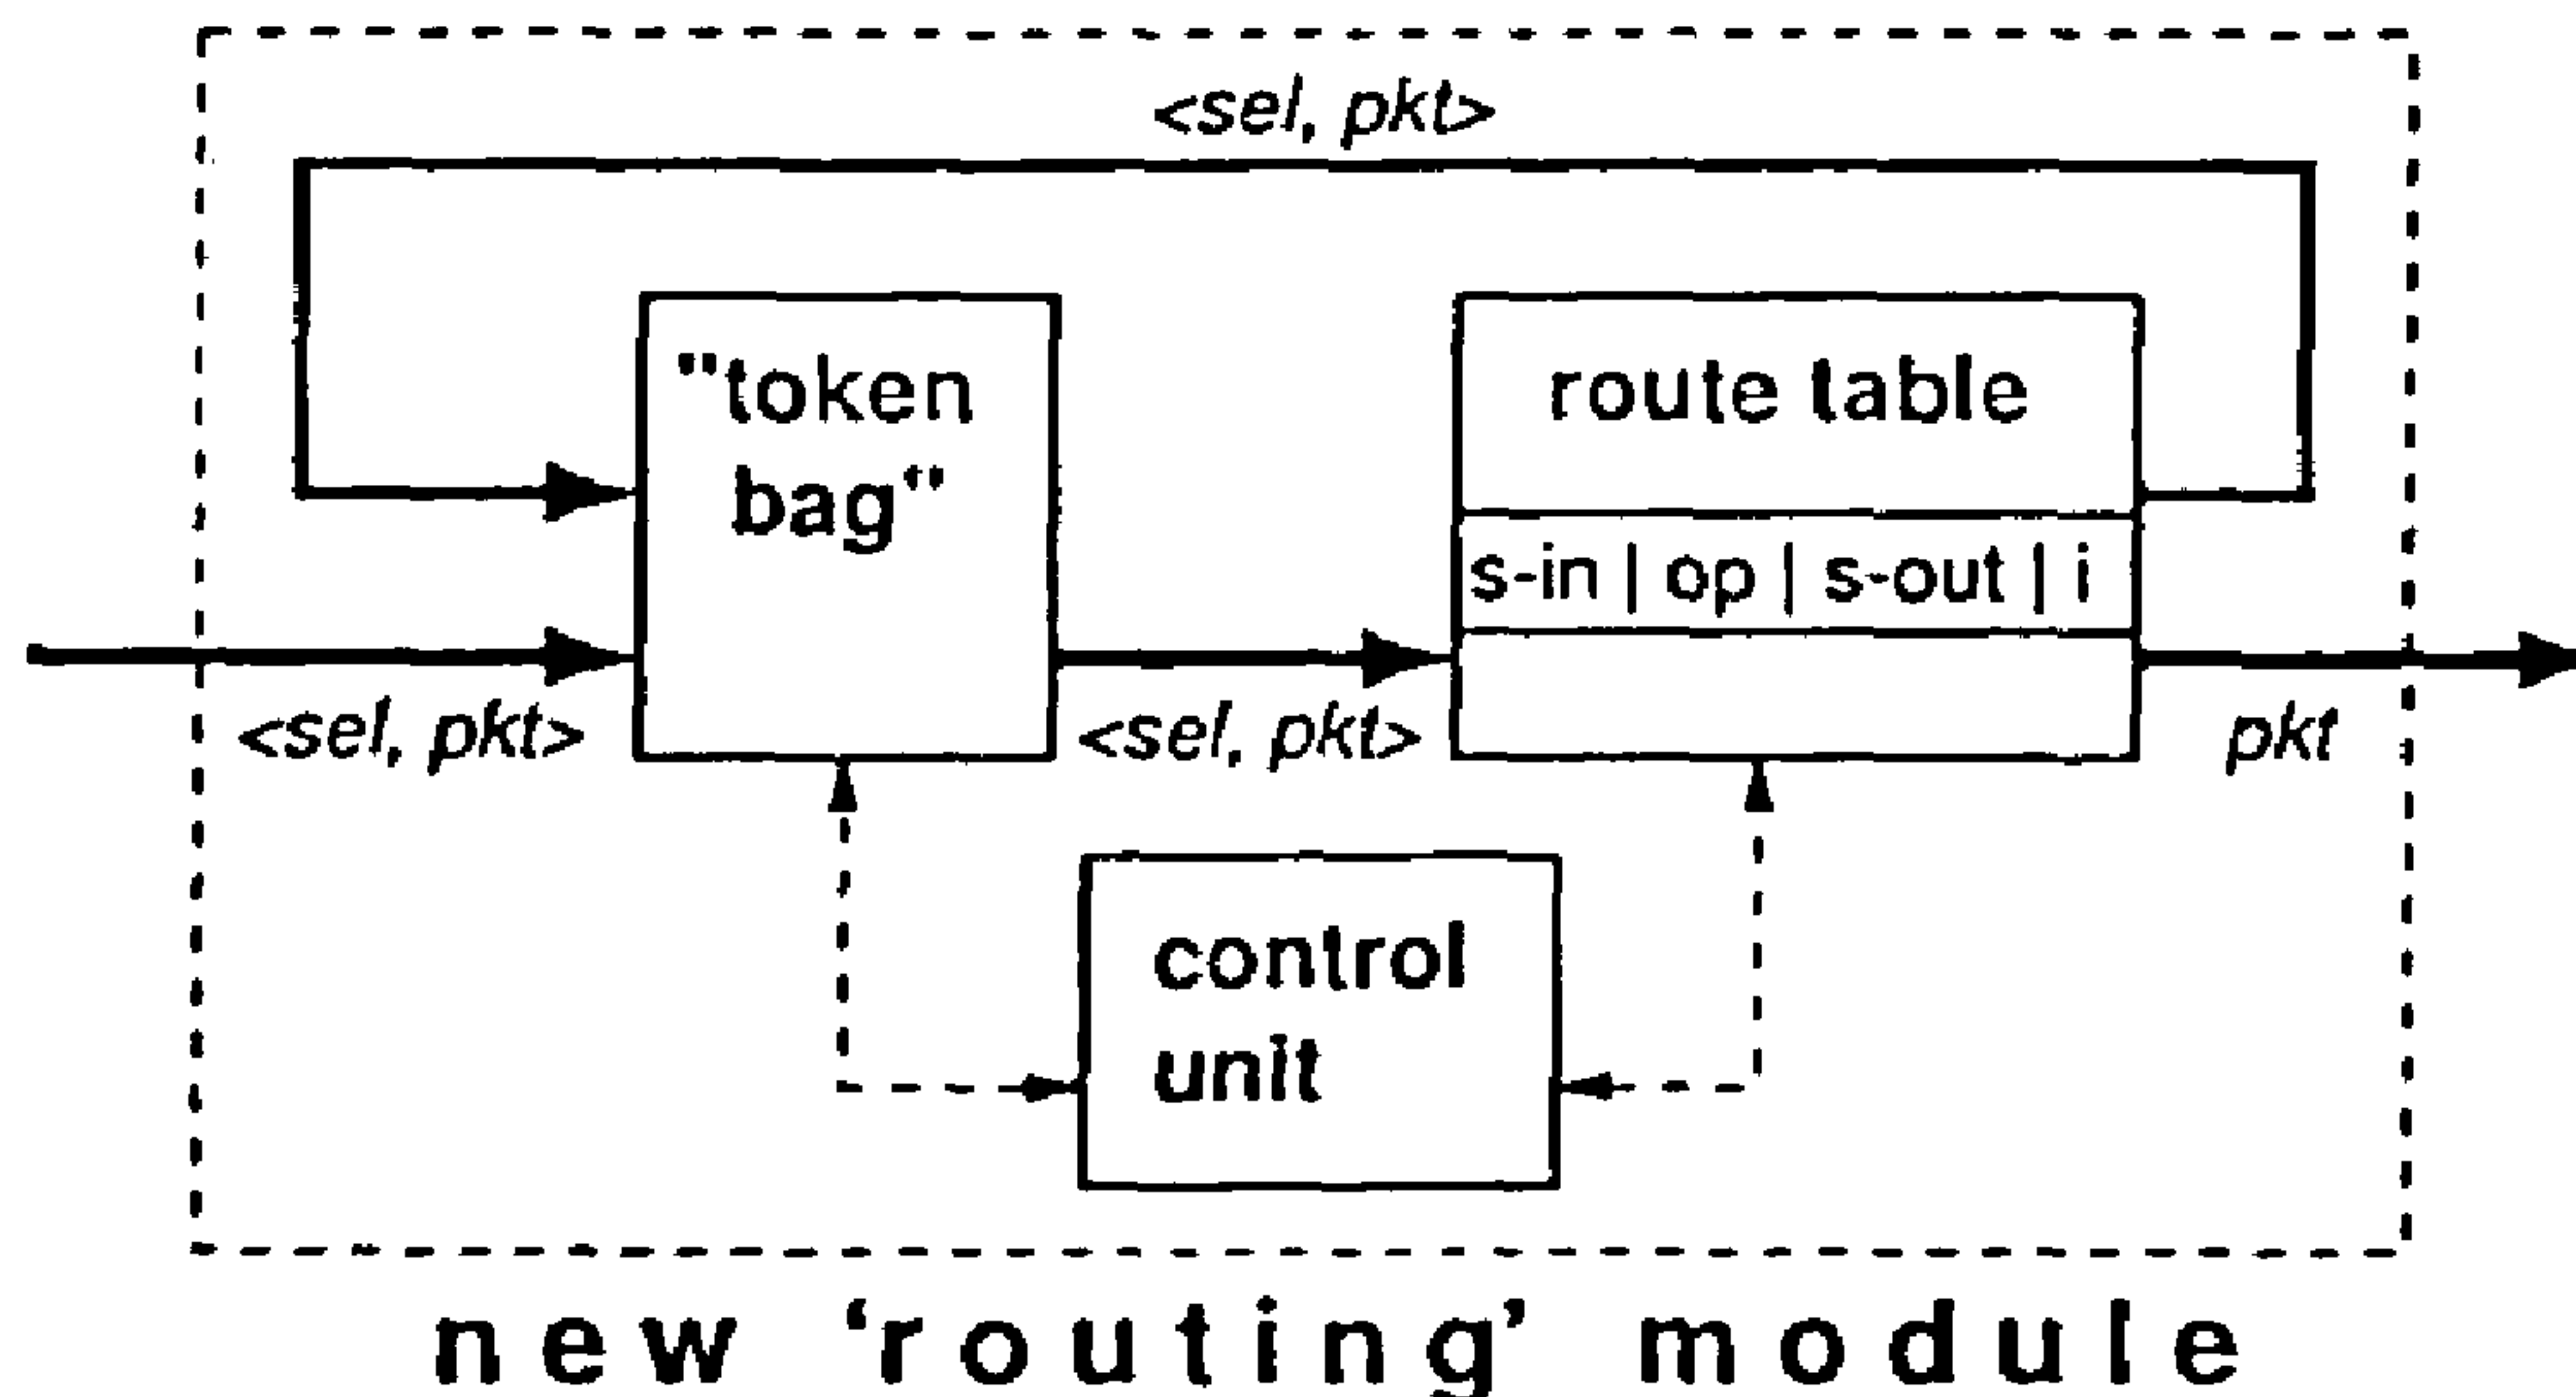 <sel, pkt>
"token
bag"
route table
s-in | op | s-out | i
<sel, pkt>
<sel, pkt>
pkt
control
unit
new ‘routing’ module